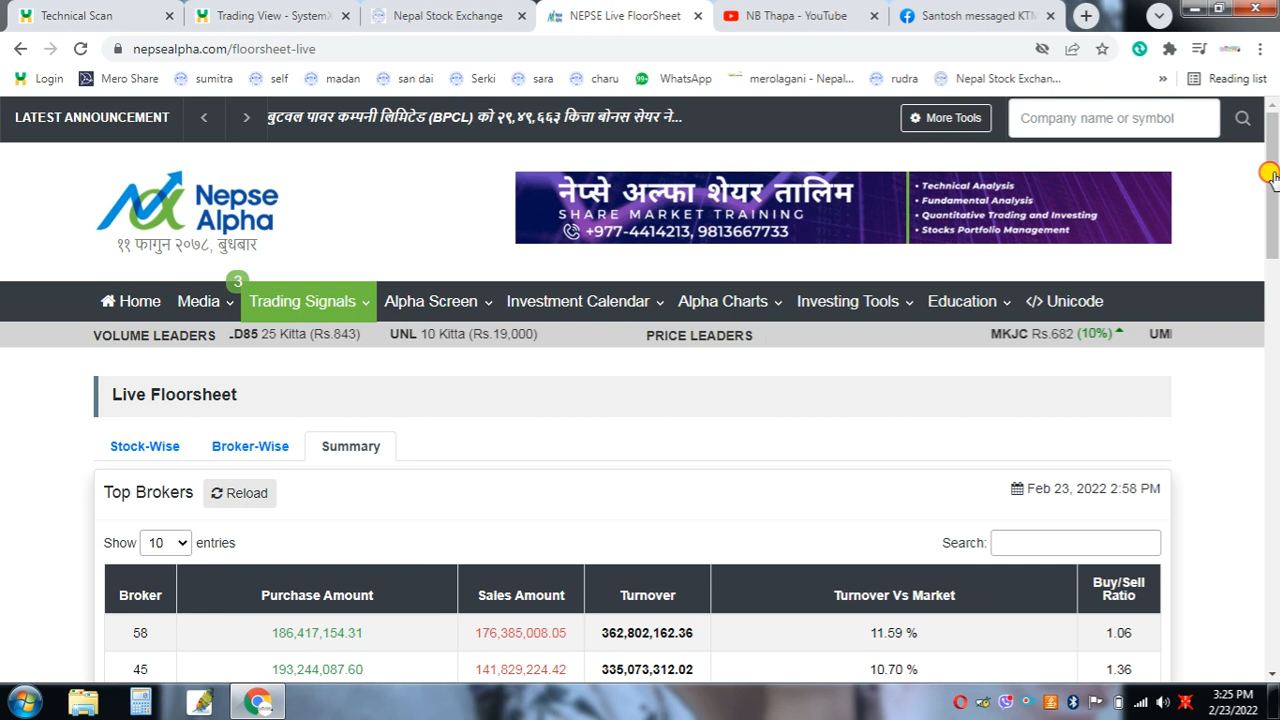 Technical Scan
Trading View - SystemX
Nepal Stock Exchange
NEPSE Live FloorSheet
NB Thapa - YouTube
Santosh messaged KTM
nepsealpha.com/floorsheet-live
Login
Mero Share
sumitra
self
madan
san dai
Serki
sara
charu
99+
WhatsApp
merolagani - Nepal...
rudra
Nepal Stock Exchan...
»
Reading list
LATEST ANNOUNCEMENT
बुटवल पावर कम्पनी लिमिटेड (BPCL) को २९,४९,६६३ कित्ता बोनस सेयर ने...
More Tools
Company name or symbol
Nepse
Alpha
११ फागुन २०७८, बुधबार
नेप्से अल्फा शेयर तालिम
SHARE MARKET TRAINING
+977-4414213, 9813667733
• Technical Analysis
• Fundamental Analysis
• Quantitative Trading and Investing
• Stocks Portfolio Management
3
Home
Media
Trading Signals
Alpha Screen
Investment Calendar
Alpha Charts
Investing Tools
Education
</> Unicode
VOLUME LEADERS
D85 25 Kitta (Rs.843)
UNL 10 Kitta (Rs.19,000)
PRICE LEADERS
MKJC Rs.682 (10%)
Live Floorsheet
Stock-Wise
Broker-Wise
Summary
Top Brokers
Reload
Feb 23, 2022 2:58 PM
Show 10 entries
Search:
Broker
Purchase Amount
Sales Amount
Turnover
Turnover Vs Market
Buy/Sell
Ratio
58
186,417,154.31
176,385,008.05
362,802,162.36
11.59 %
1.06
45
193,244,087.60
141,829,224.42
335,073,312.02
10.70 %
1.36
3:25 PM
2/23/2022